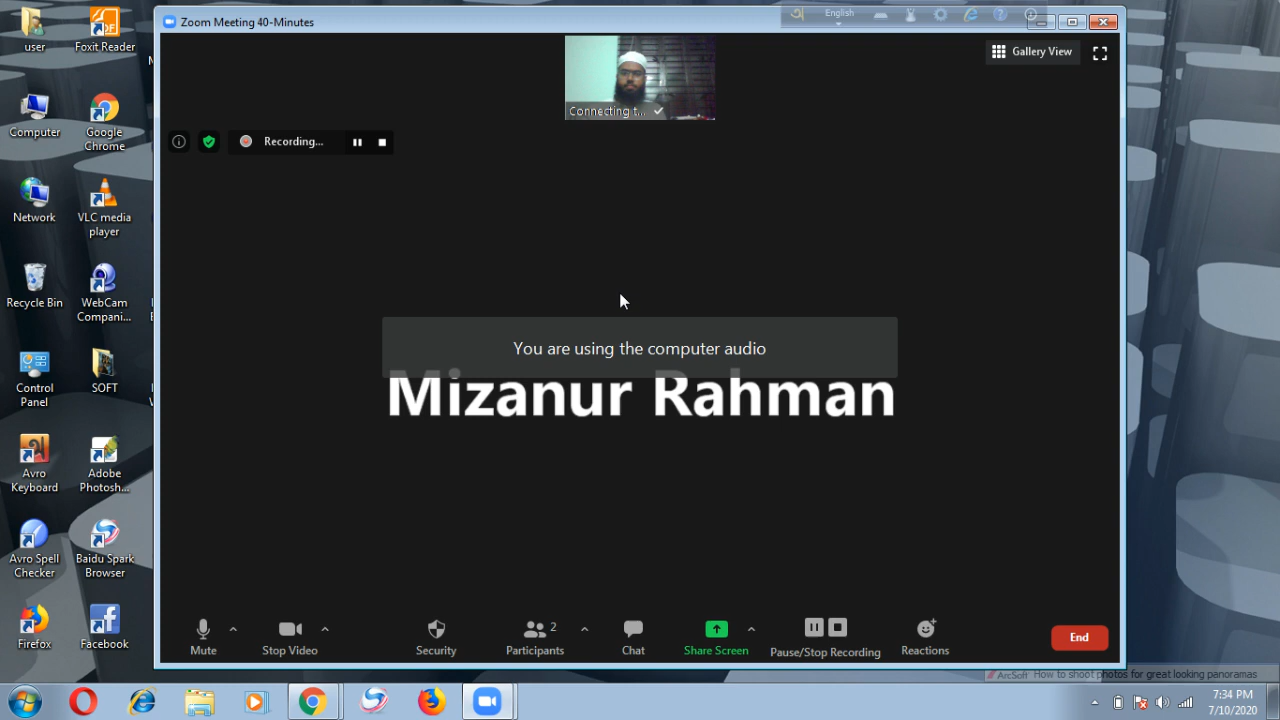 user
Foxit Reader
Computer
Google
Chrome
Network
VLC media
player
Recycle Bin
WebCam
Compani...
Control
Panel
SOFT
Avro
Keyboard
Adobe
Photosh...
Avro Spell
Checker
Baidu Spark
Browser
Firefox
Facebook
Zoom Meeting 40-Minutes
English
Connecting t...
Gallery View
Recording...
You are using the computer audio
Mizanur Rahman
Mute
Stop Video
Security
2
Participants
Chat
Share Screen
Pause/Stop Recording
Reactions
End
ArcSoft How to shoot photos for great looking panoramas
7:34 PM
7/10/2020